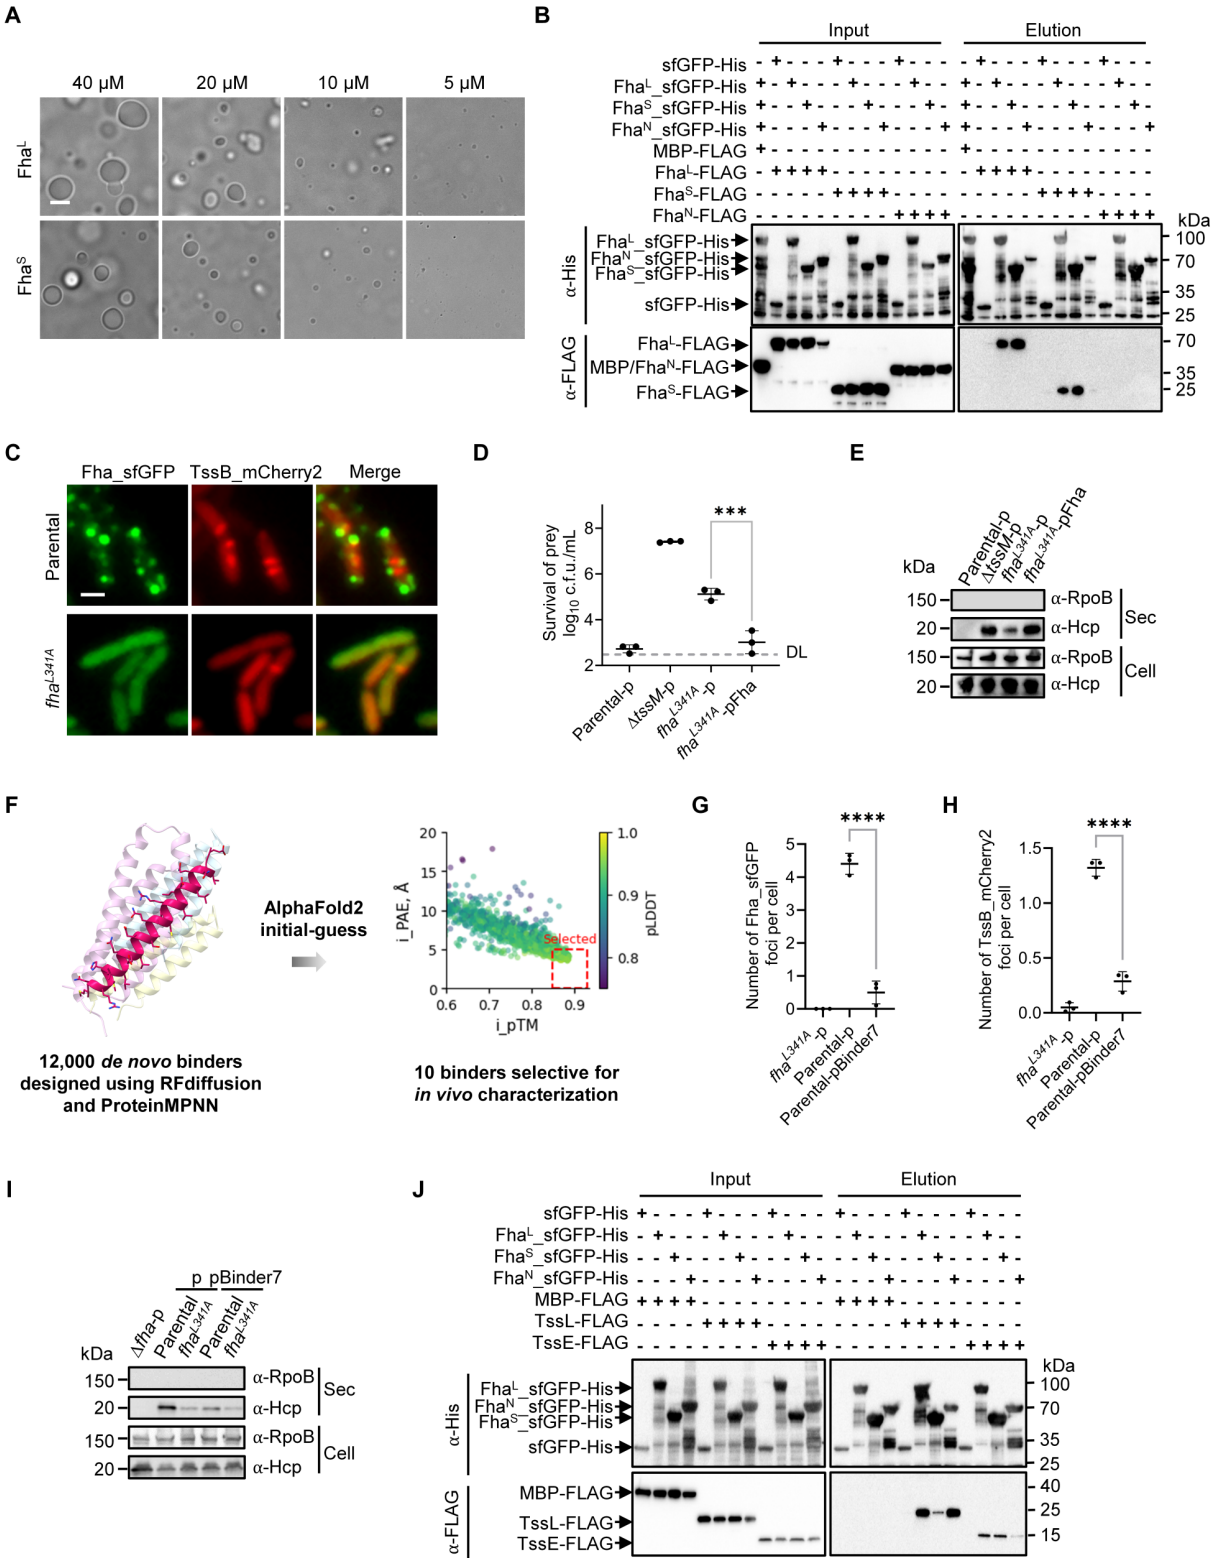 A
40 μM 20 μM 10 μM 5 μM
Fha^L
Fha^S
B
Input Elution
sfGFP-His - + - - - + - - - + - - - - + - - - + - - - + - - -
Fha^L_sfGFP-His
Fha^S_sfGFP-His
Fha^N_sfGFP-His
MBP-FLAG
Fha^L-FLAG
Fha^S-FLAG
Fha^N-FLAG
kDa
α-His
Fha^L_sfGFP-His
Fha^N_sfGFP-His
Fha^S_sfGFP-His
sfGFP-His
100
70
35
25
α-FLAG
Fha^L-FLAG
MBP/Fha^N-FLAG
Fha^S-FLAG
70
35
25
C
Fha_sfGFP TssB_mCherry2 Merge
Parental
fha^L341A
D
Survival of prey
log10 c.f.u./mL
8
6
4
2
***
DL
Parental-p
ΔtssM-p
fha^L341A-p
fha^L341A-pFha
E
Parental-p
ΔtssM-p
fha^L341A-p
fha^L341A-pFha
kDa
150 α-RpoB
20 α-Hcp
Sec
150 α-RpoB
20 α-Hcp
Cell
F
12,000 de novo binders
designed using RFdiffusion
and ProteinMPNN
AlphaFold2
initial-guess
i_PAE, Å
20
15
10
5
0
0.6 0.7 0.8 0.9
i_pTM
Selected
1.0
0.9
0.8
pLDDT
10 binders selective for
in vivo characterization
G
Number of Fha_sfGFP
foci per cell
5
4
3
2
1
0
****
fha^L341A-p
Parental-p
Parental-pBinder7
H
Number of TssB_mCherry2
foci per cell
1.5
1.0
0.5
0.0
****
fha^L341A-p
Parental-p
Parental-pBinder7
I
p pBinder7
Δfha-p
Parental
fha^L341A
Parental
fha^L341A
kDa
150 α-RpoB
20 α-Hcp
Sec
150 α-RpoB
20 α-Hcp
Cell
J
Input Elution
sfGFP-His + - - - + - - - + - - - + - - - + - - - + - - -
Fha^L_sfGFP-His - + - - - + - - - + - - - + - - - + - - - + - -
Fha^S_sfGFP-His - - + - - - + - - - + - - - + - - - + - - - + -
Fha^N_sfGFP-His - - - + - - - + - - - + - - - + - - - + - - - +
MBP-FLAG + + + + - - - - - - - - + + + + - - - - - - - -
TssL-FLAG - - - - + + + + - - - - - - - - + + + + - - - -
TssE-FLAG - - - - - - - - + + + + - - - - - - - - + + + +
kDa
α-His
Fha^L_sfGFP-His
Fha^N_sfGFP-His
Fha^S_sfGFP-His
sfGFP-His
100
70
35
25
α-FLAG
MBP-FLAG
TssL-FLAG
TssE-FLAG
40
25
15